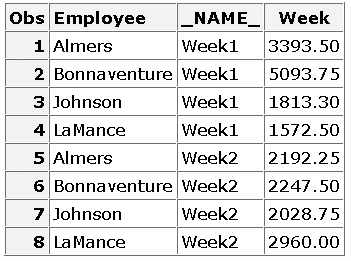 Obs Employee _NAME_ Week
1 Almers Week1 3393.50
2 Bonnaventure Week1 5093.75
3 Johnson Week1 1813.30
4 LaMance Week1 1572.50
5 Almers Week2 2192.25
6 Bonnaventure Week2 2247.50
7 Johnson Week2 2028.75
8 LaMance Week2 2960.00